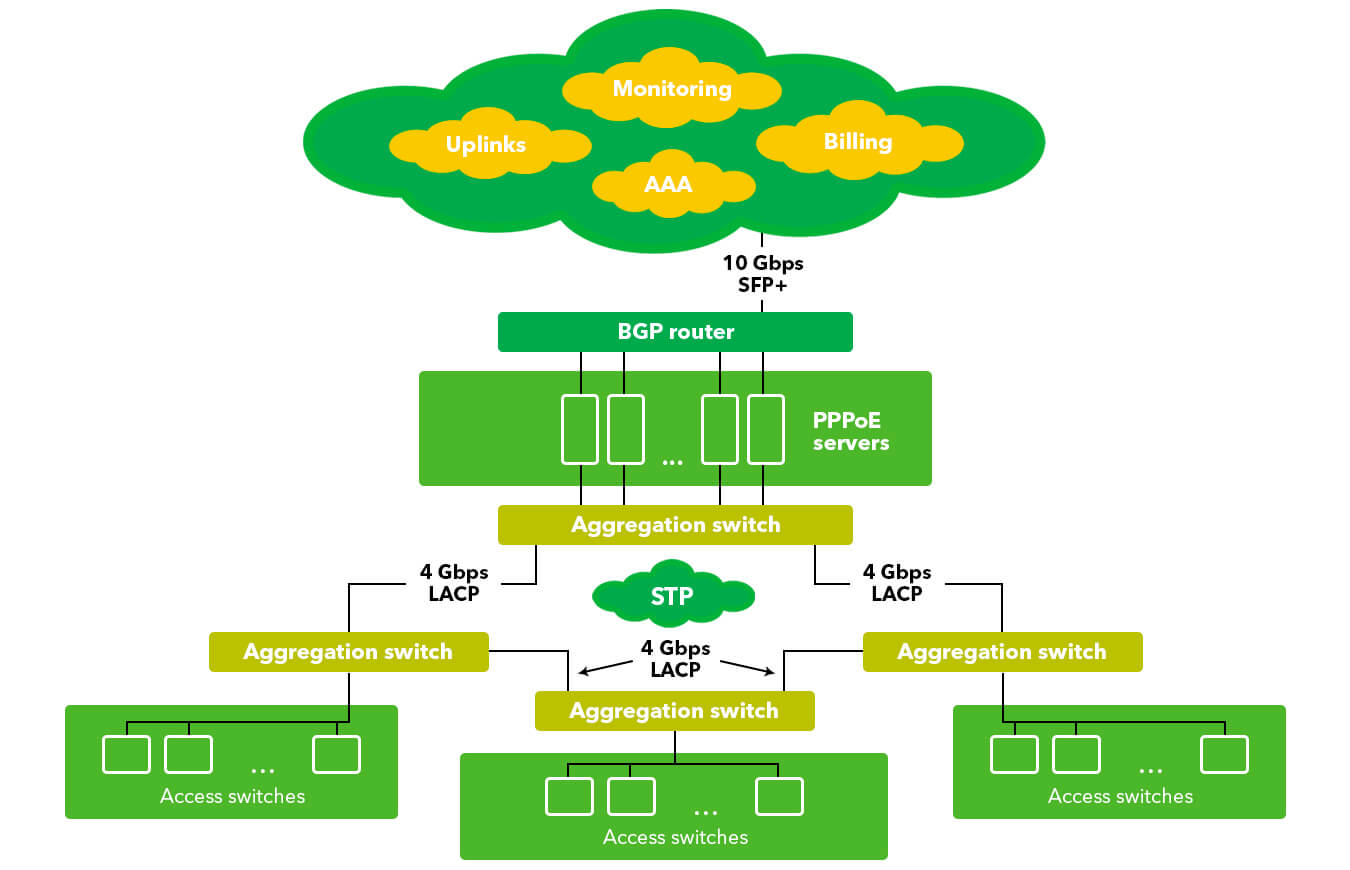 Monitoring
Uplinks
Billing
AAA
10 Gbps
SFP+
BGP router
PPPoE
servers
...
Aggregation switch
4 Gbps
LACP
4 Gbps
LACP
STP
Aggregation switch
4 Gbps
LACP
Aggregation switch
Aggregation switch
...
Access switches
...
Access switches
...
Access switches